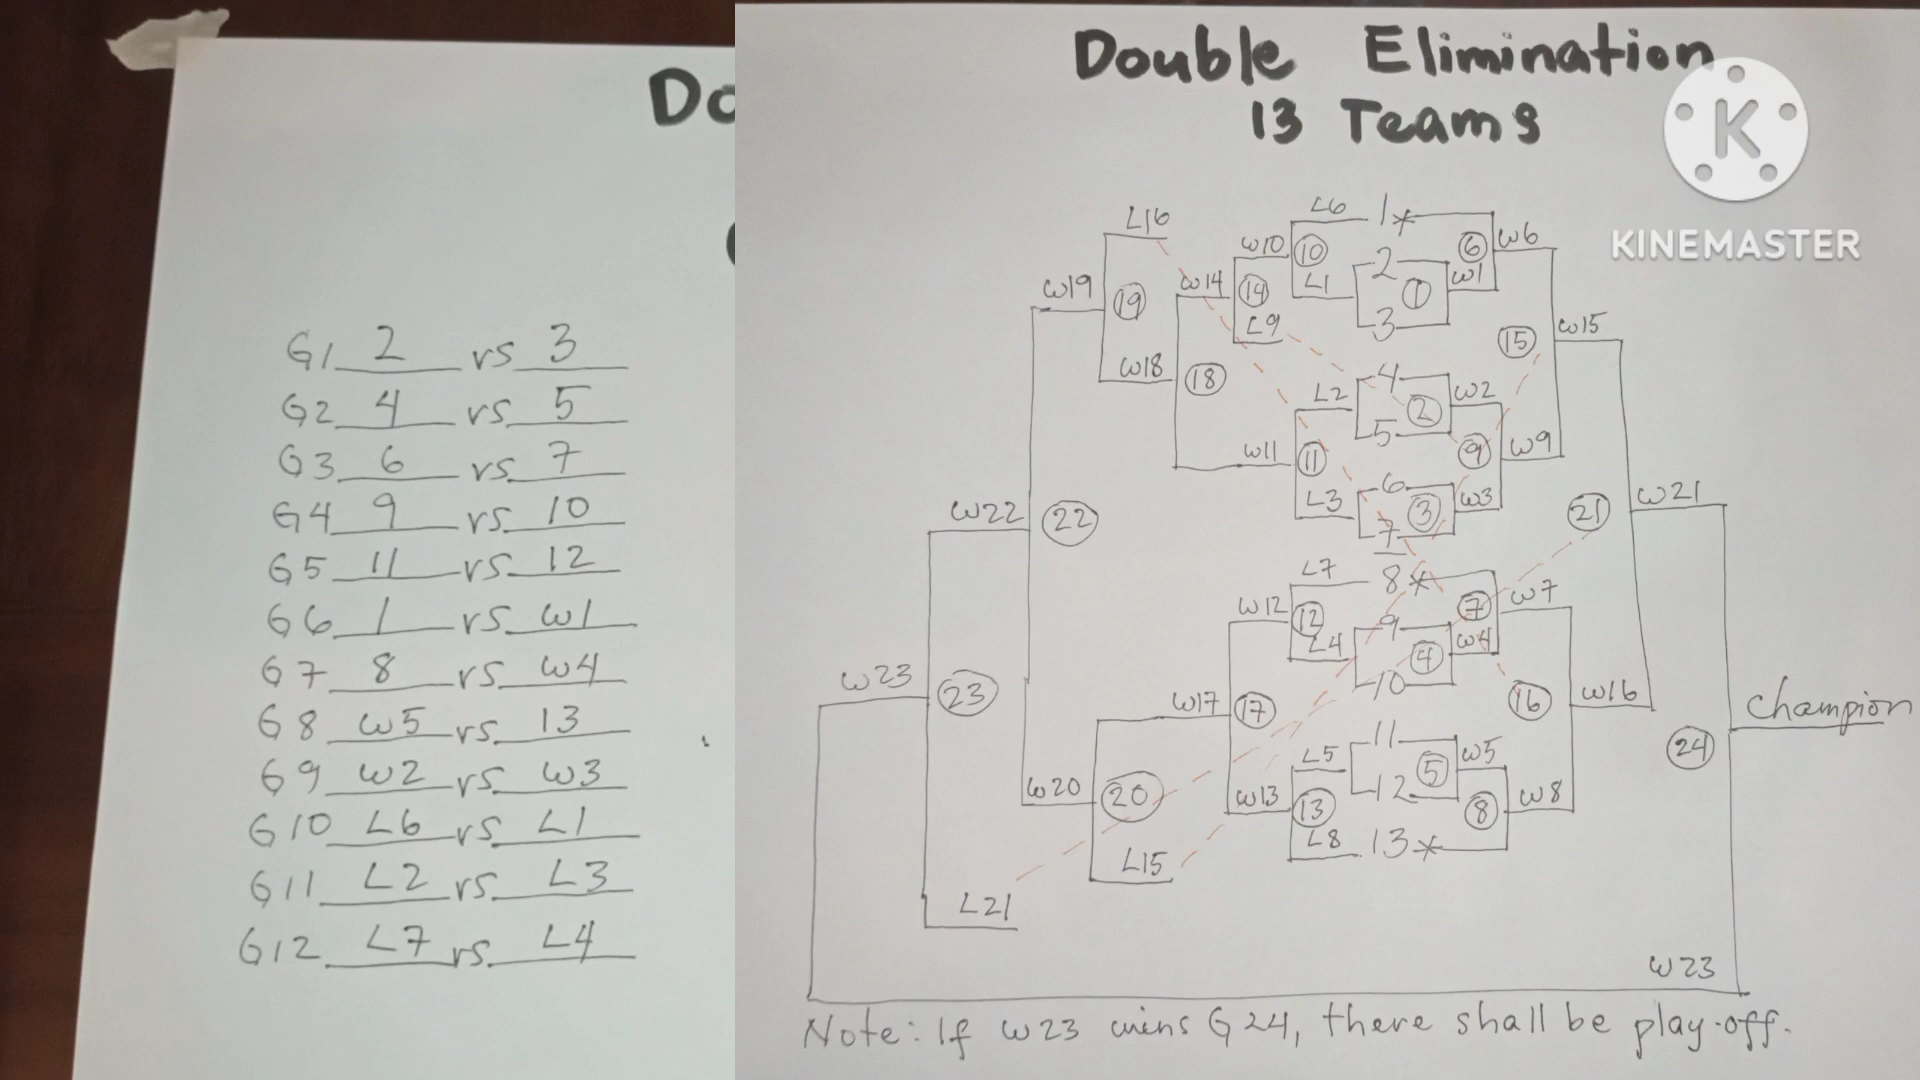 Do
G1 2 vs 3
G2 4 vs 5
G3 6 vs 7
G4 9 vs 10
G5 11 vs 12
G6 1 vs W1
G7 8 vs W4
G8 W5 vs 13
G9 W2 vs W3
G10 L6 vs L1
G11 L2 vs L3
G12 L7 vs L4
Double Elimination
13 Teams
K
KINEMASTER
L16 L6 1*
W10 10 6 W6
W19 19 W14 14 L1 2 1 W1
L9 3
15 W15
W18 18 L2 4 2 W2
5
W11 11 9 W9
L3 6 3 W3
7
W22 22 21 W21
L7 8*
W12 12 7 W7
L4 9 4 W4
10
W23 23 W17 17 16 W16
Champion
24
L5 11 5 W5
W20 20 W13 13 12 8 W8
L8 13*
L15
L21
W23
Note: If W23 wins G24, there shall be play-off.